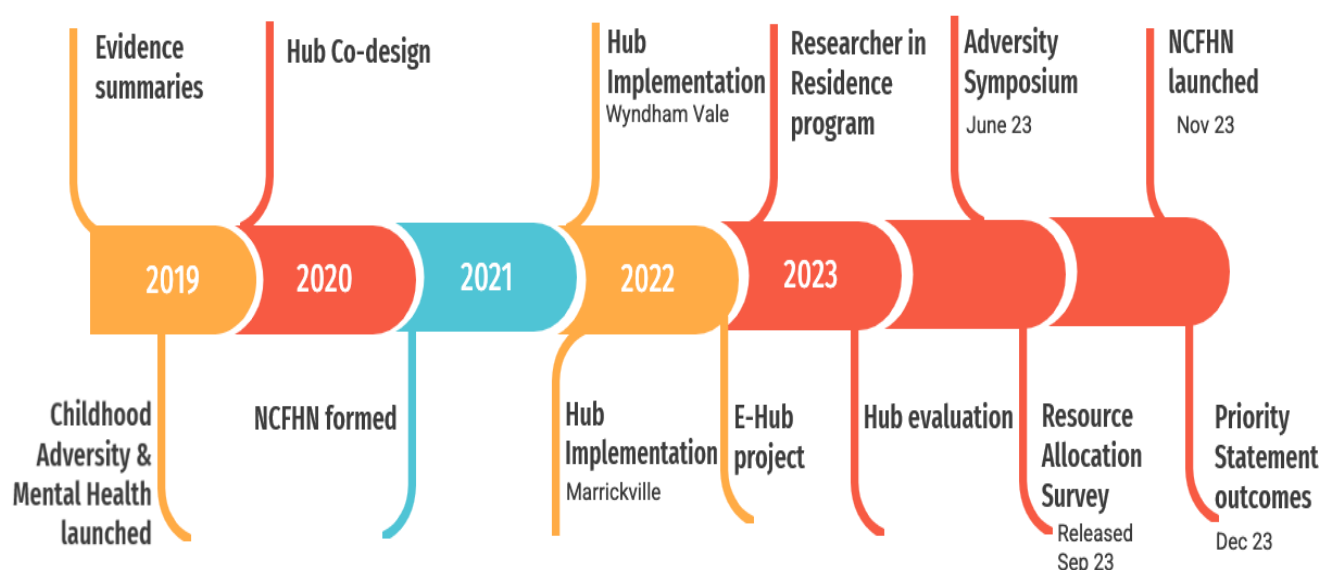 Evidence
summaries
Hub Co-design
Hub
Implementation
Wyndham Vale
Researcher in
Residence
program
Adversity
Symposium
June 23
NCFHN
launched
Nov 23
2019
2020
2021
2022
2023
Childhood
Adversity &
Mental Health
launched
NCFHN formed
Hub
Implementation
Marrickville
E-Hub
project
Hub evaluation
Resource
Allocation
Survey
Released
Sep 23
Priority
Statement
outcomes
Dec 23